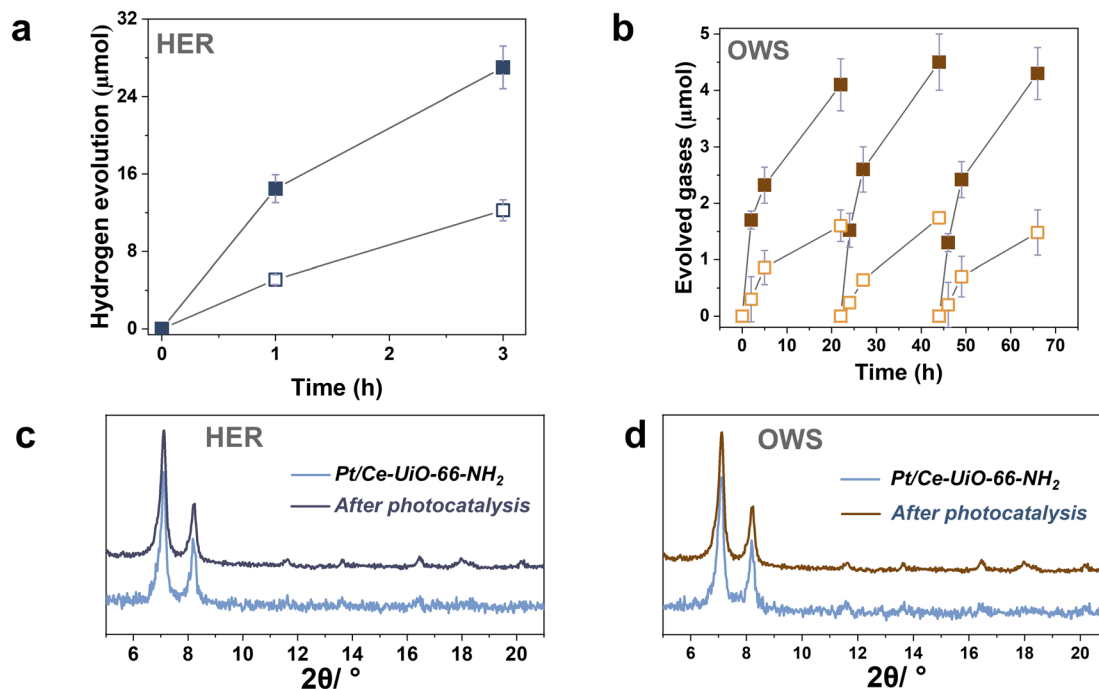 a
HER
Hydrogen evolution (μmol)
32
24
16
8
0
0
1
2
3
Time (h)
b
OWS
Evolved gases (μmol)
5
4
3
2
1
0
0
10
20
30
40
50
60
70
Time (h)
c
HER
Pt/Ce-UiO-66-NH₂
After photocatalysis
6
8
10
12
14
16
18
20
2θ/ °
d
OWS
Pt/Ce-UiO-66-NH₂
After photocatalysis
6
8
10
12
14
16
18
20
2θ/ °